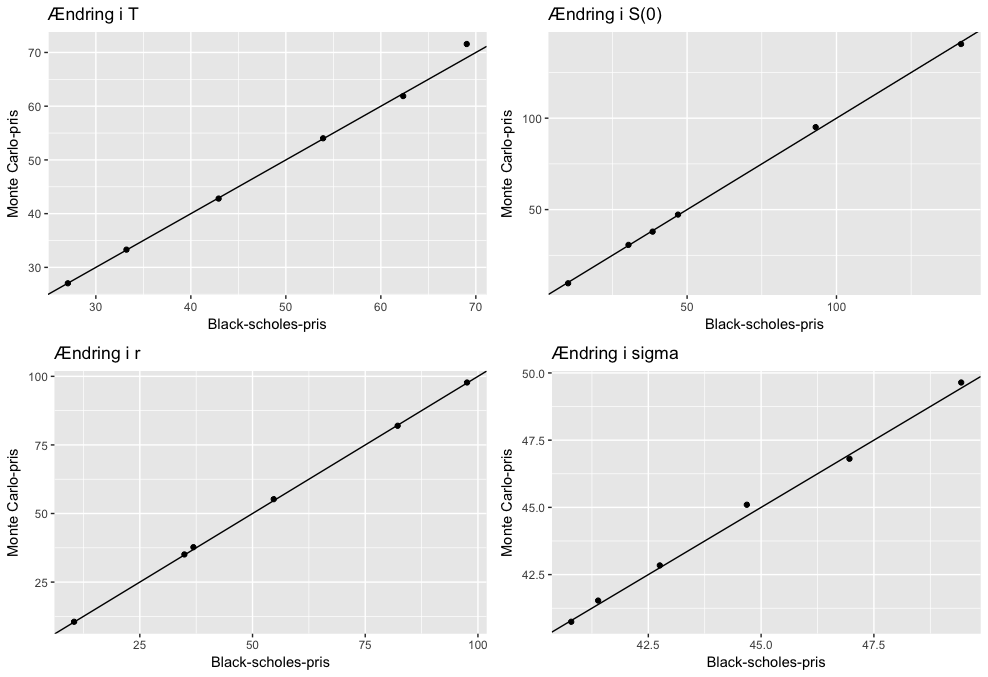 Ændring i T
70
60
50
40
30
Monte Carlo-pris
30
40
50
60
70
Black-scholes-pris
Ændring i S(0)
100
50
Monte Carlo-pris
50
100
Black-scholes-pris
Ændring i r
100
75
50
25
Monte Carlo-pris
25
50
75
100
Black-scholes-pris
Ændring i sigma
50.0
47.5
45.0
42.5
Monte Carlo-pris
42.5
45.0
47.5
Black-scholes-pris